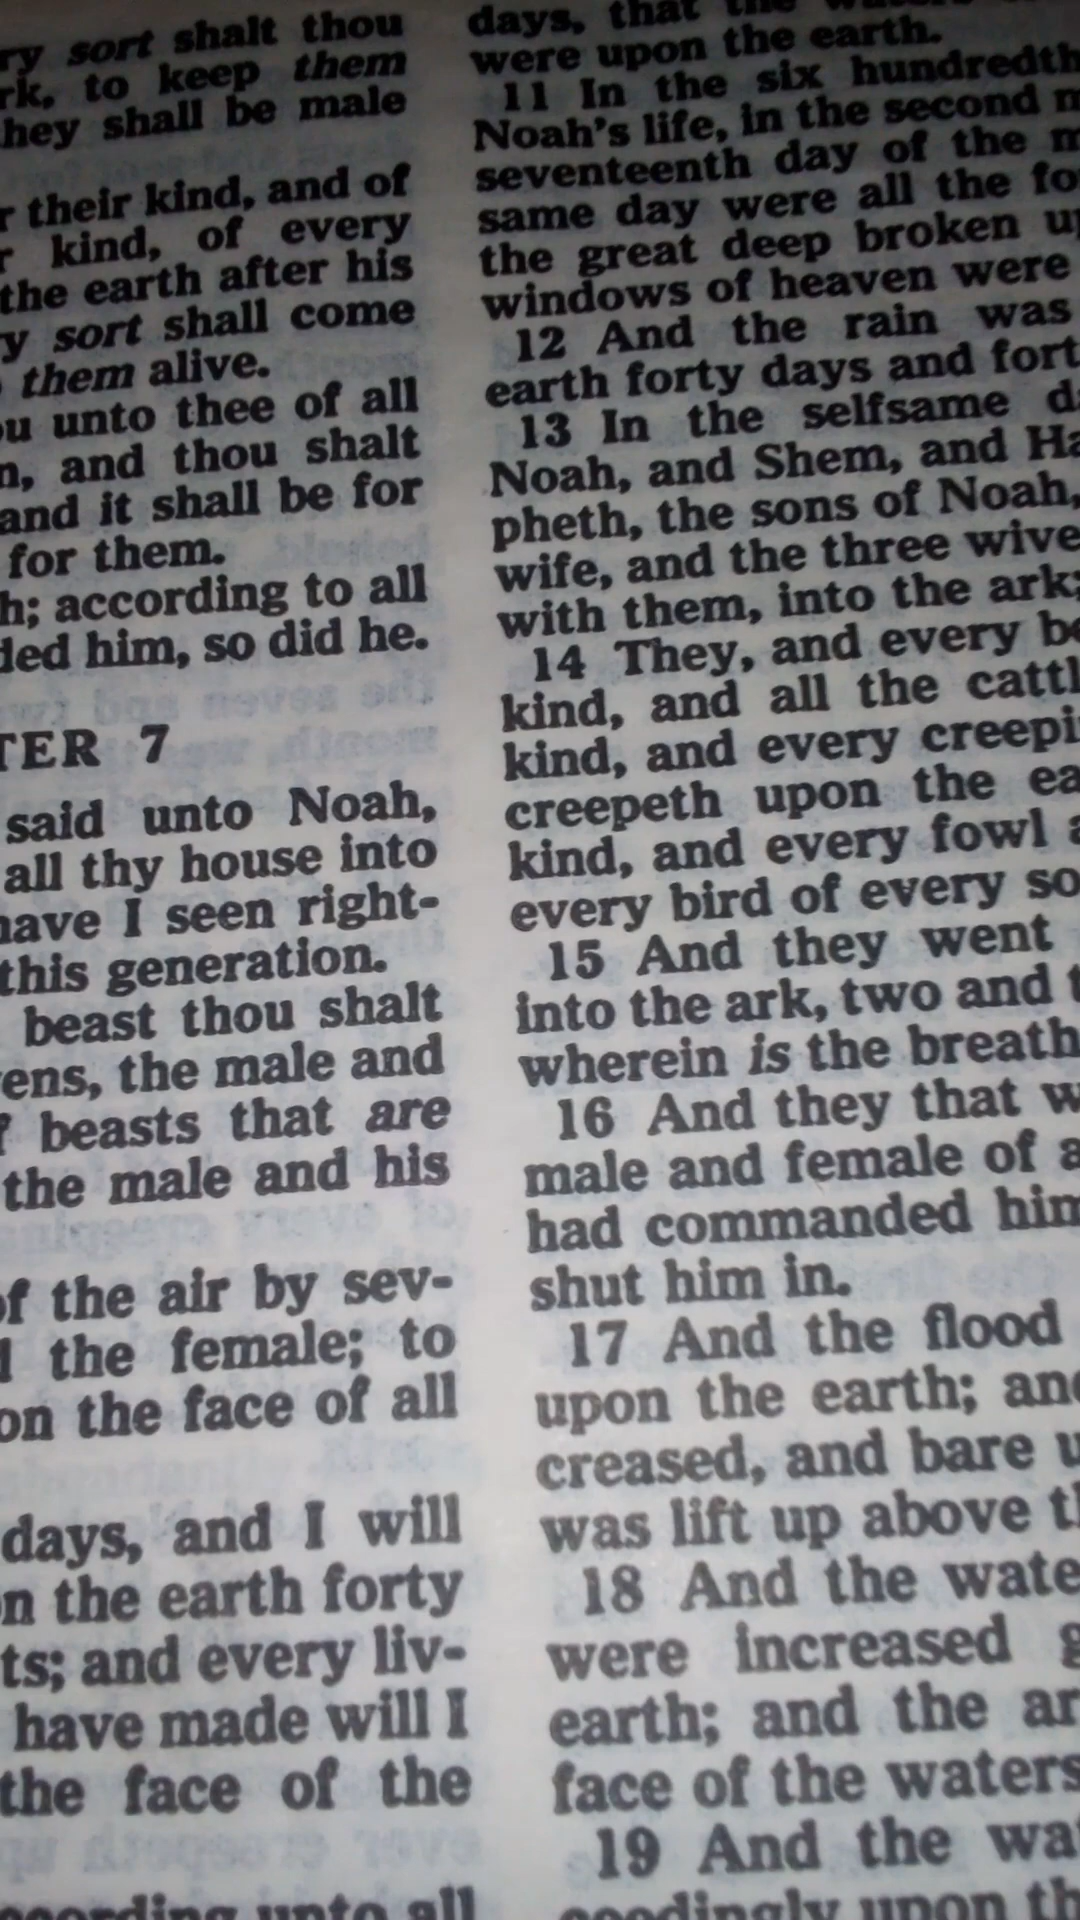 sort shalt thou
to keep them
shall be male
their kind, and of
kind, of every
the earth after his
sort shall come
them alive.
unto thee of all
and thou shalt
and it shall be for
for them.
according to all
him, so did he.
7
said unto Noah,
all thy house into
I seen right-
this generation.
beast thou shalt
the male and
beasts that are
the male and his
of the air by sev-
the female; to
on the face of all
days, and I will
the earth forty
and every liv-
have made will I
the face of the
unto all
days, that the
were upon the earth.
11 In the six hundredth
Noah's life, in the second
seventeenth day of the
same day were all the
the great deep broken
windows of heaven were
12 And the rain was
earth forty days and
13 In the selfsame
Noah, and Shem, and
pheth, the sons of Noah,
wife, and the three
with them, into the ark;
14 They, and every
kind, and all the
kind, and every
creepeth upon the
kind, and every fowl
every bird of every
15 And they went
into the ark, two and
wherein is the breath
16 And they that
male and female of
had commanded
shut him in.
17 And the flood
upon the earth;
creased, and bare
was lift up above
18 And the
were increased
earth; and the
face of the waters
19 And the
upon